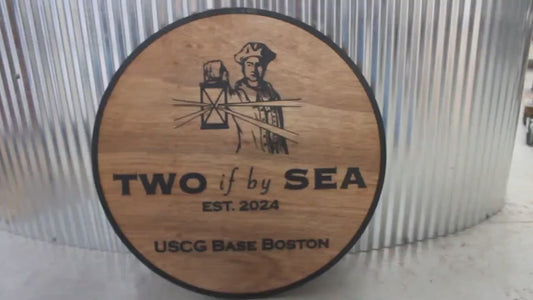 TWO if by SEA
EST. 2024
USCG BASE BOSTON